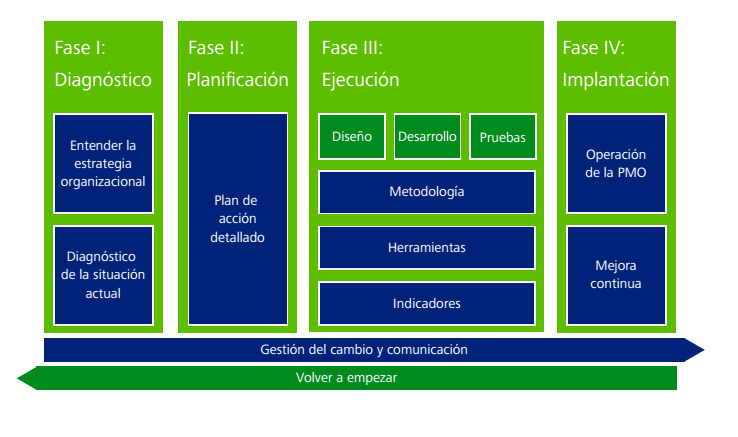 Fase I:
Diagnóstico
Entender la
estrategia
organizacional
Diagnóstico
de la situación
actual
Fase II:
Planificación
Plan de
acción
detallado
Fase III:
Ejecución
Diseño
Desarrollo
Pruebas
Metodología
Herramientas
Indicadores
Fase IV:
Implantación
Operación
de la PMO
Mejora
continua
Gestión del cambio y comunicación
Volver a empezar